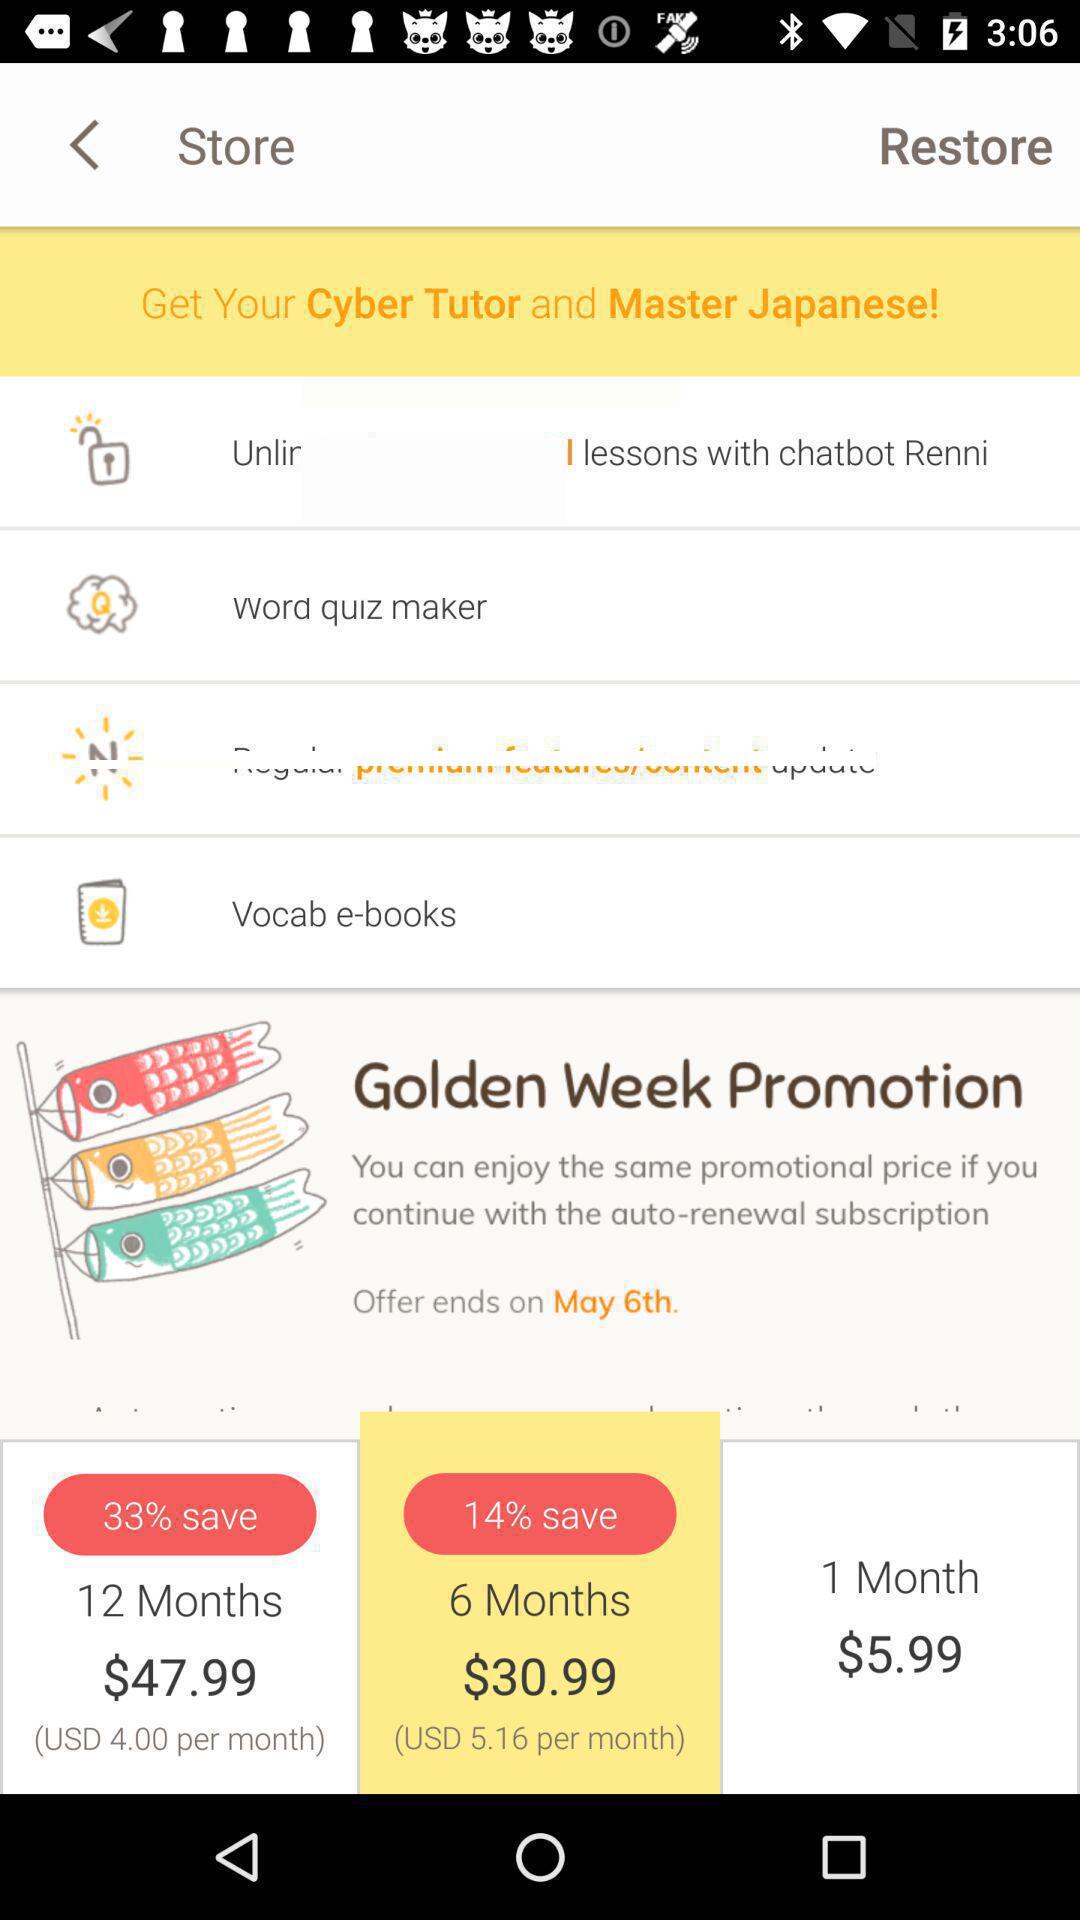 3:06
Store
Restore
Get Your Cyber Tutor and Master Japanese!
lessons with chatbot Renni
Word quiz maker
Regular premium features/content update
Vocab e-books
Golden Week Promotion
You can enjoy the same promotional price if you
continue with the auto-renewal subscription
Offer ends on May 6th.
33% save
12 Months
$47.99
(USD 4.00 per month)
14% save
6 Months
$30.99
(USD 5.16 per month)
1 Month
$5.99